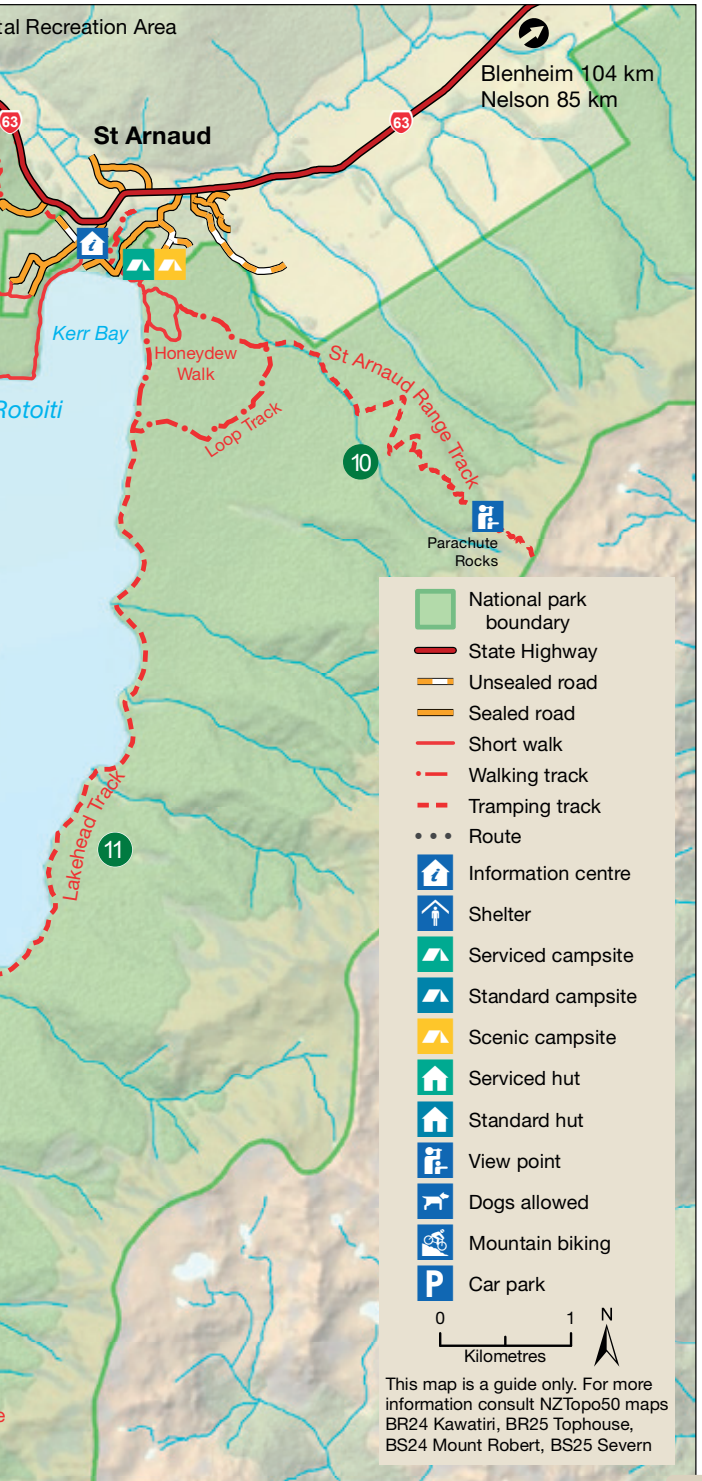 tal Recreation Area
Blenheim 104 km
Nelson 85 km
63
63
St Arnaud
Kerr Bay
Honeydew
Walk
St Arnaud Range Track
Rotoiti
Loop Track
10
Parachute
Rocks
Lakehead Track
11
National park
boundary
State Highway
Unsealed road
Sealed road
Short walk
Walking track
Tramping track
Route
Information centre
Shelter
Serviced campsite
Standard campsite
Scenic campsite
Serviced hut
Standard hut
View point
Dogs allowed
Mountain biking
P Car park
0 1 N
Kilometres
This map is a guide only. For more
information consult NZTopo50 maps
BR24 Kawatiri, BR25 Tophouse,
BS24 Mount Robert, BS25 Severn
e